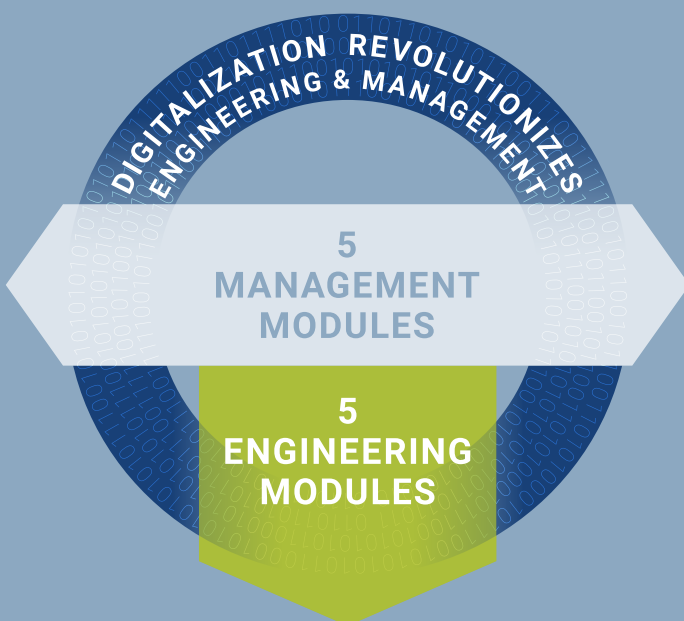 DIGITALIZATION REVOLUTIONIZES
ENGINEERING & MANAGEMENT
5
MANAGEMENT
MODULES
5
ENGINEERING
MODULES